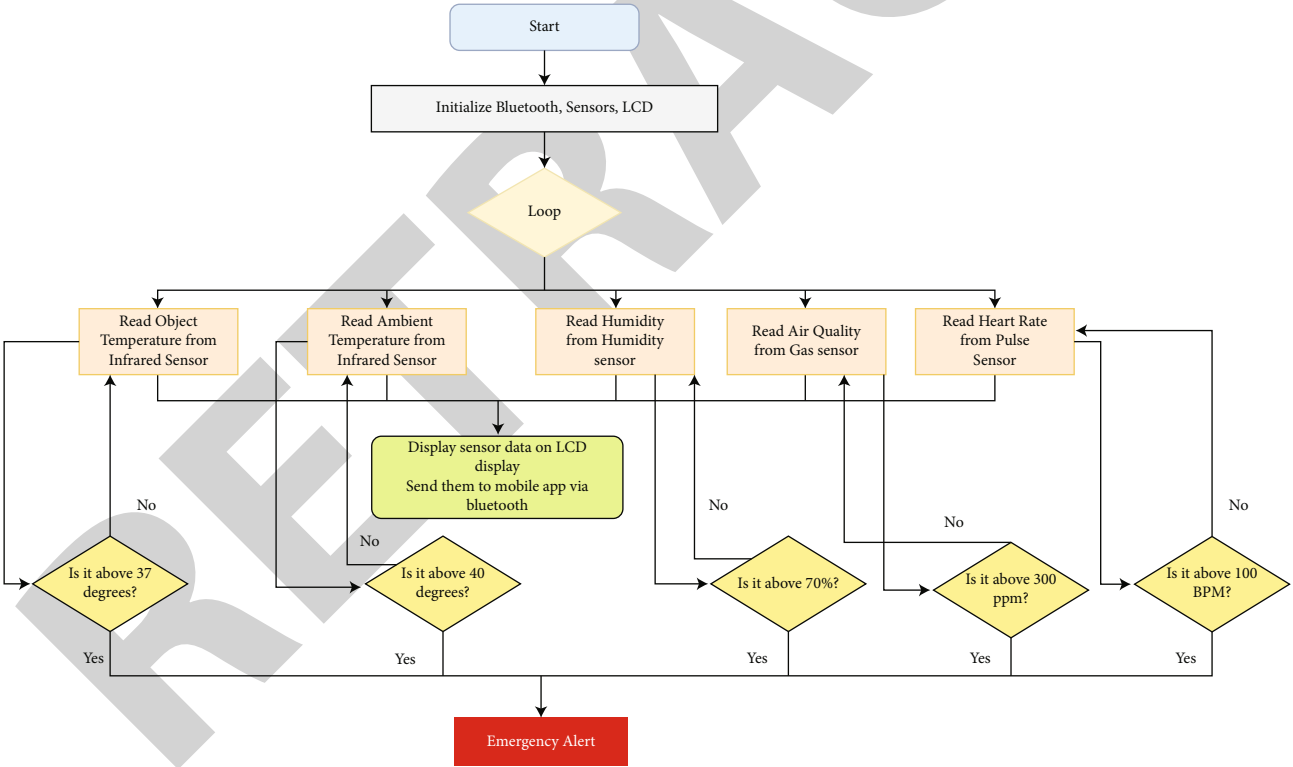 Start
Initialize Bluetooth, Sensors, LCD
Loop
Read Object
Temperature from
Infrared Sensor
Read Ambient
Temperature from
Infrared Sensor
Read Humidity
from Humidity
sensor
Read Air Quality
from Gas sensor
Read Heart Rate
from Pulse
Sensor
Display sensor data on LCD
display
Send them to mobile app via
bluetooth
No
No
No
No
No
Is it above 37
degrees?
Is it above 40
degrees?
Is it above 70%?
Is it above 300
ppm?
Is it above 100
BPM?
Yes
Yes
Yes
Yes
Yes
Emergency Alert
RETRAC